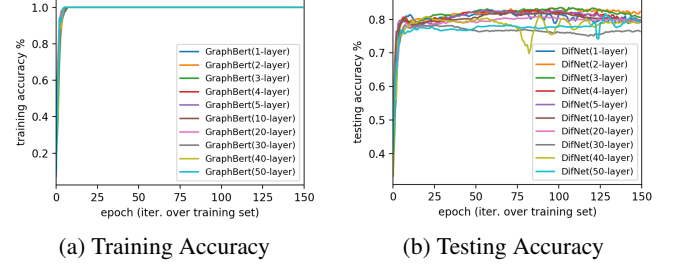 1.0
0.8
0.6
0.4
0.2
training accuracy %
GraphBert(1-layer)
GraphBert(2-layer)
GraphBert(3-layer)
GraphBert(4-layer)
GraphBert(5-layer)
GraphBert(10-layer)
GraphBert(20-layer)
GraphBert(30-layer)
GraphBert(40-layer)
GraphBert(50-layer)
0 25 50 75 100 125 150
epoch (iter. over training set)
(a) Training Accuracy
0.8
0.7
0.6
0.5
0.4
testing accuracy %
DifNet(1-layer)
DifNet(2-layer)
DifNet(3-layer)
DifNet(4-layer)
DifNet(5-layer)
DifNet(10-layer)
DifNet(20-layer)
DifNet(30-layer)
DifNet(40-layer)
DifNet(50-layer)
0 25 50 75 100 125 150
epoch (iter. over training set)
(b) Testing Accuracy